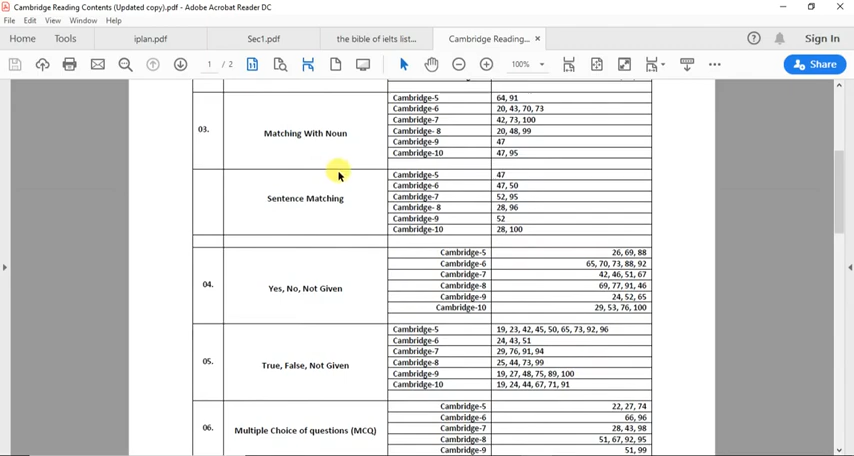 Cambridge Reading Contents (Updated copy).pdf - Adobe Acrobat Reader DC
File Edit View Window Help
Home Tools iplan.pdf Sec1.pdf the bible of ielts list... Cambridge Reading... × Sign In
1 / 2 100% ••• Share
Cambridge-5 64, 91
Cambridge-6 20, 43, 70, 73
03. Matching With Noun Cambridge-7 42, 73, 100
Cambridge- 8 20, 48, 99
Cambridge-9 47
Cambridge-10 47, 95
Cambridge-5 47
Cambridge-6 47, 50
Sentence Matching Cambridge-7 52, 95
Cambridge- 8 28, 96
Cambridge-9 52
Cambridge-10 28, 100
Cambridge-5 26, 69, 88
Cambridge-6 65, 70, 73, 88, 92
Cambridge-7 42, 46, 51, 67
04. Yes, No, Not Given Cambridge-8 69, 77, 91, 46
Cambridge-9 24, 52, 65
Cambridge-10 29, 53, 76, 100
Cambridge-5 19, 23, 42, 45, 50, 65, 73, 92, 96
Cambridge-6 24, 43, 51
Cambridge-7 29, 76, 91, 94
05. True, False, Not Given Cambridge-8 25, 44, 73, 99
Cambridge-9 19, 27, 48, 75, 89, 100
Cambridge-10 19, 24, 44, 67, 71, 91
Cambridge-5 22, 27, 74
Cambridge-6 66, 96
06. Multiple Choice of questions (MCQ) Cambridge-7 28, 43, 98
Cambridge-8 51, 67, 92, 95
Cambridge-9 51, 99